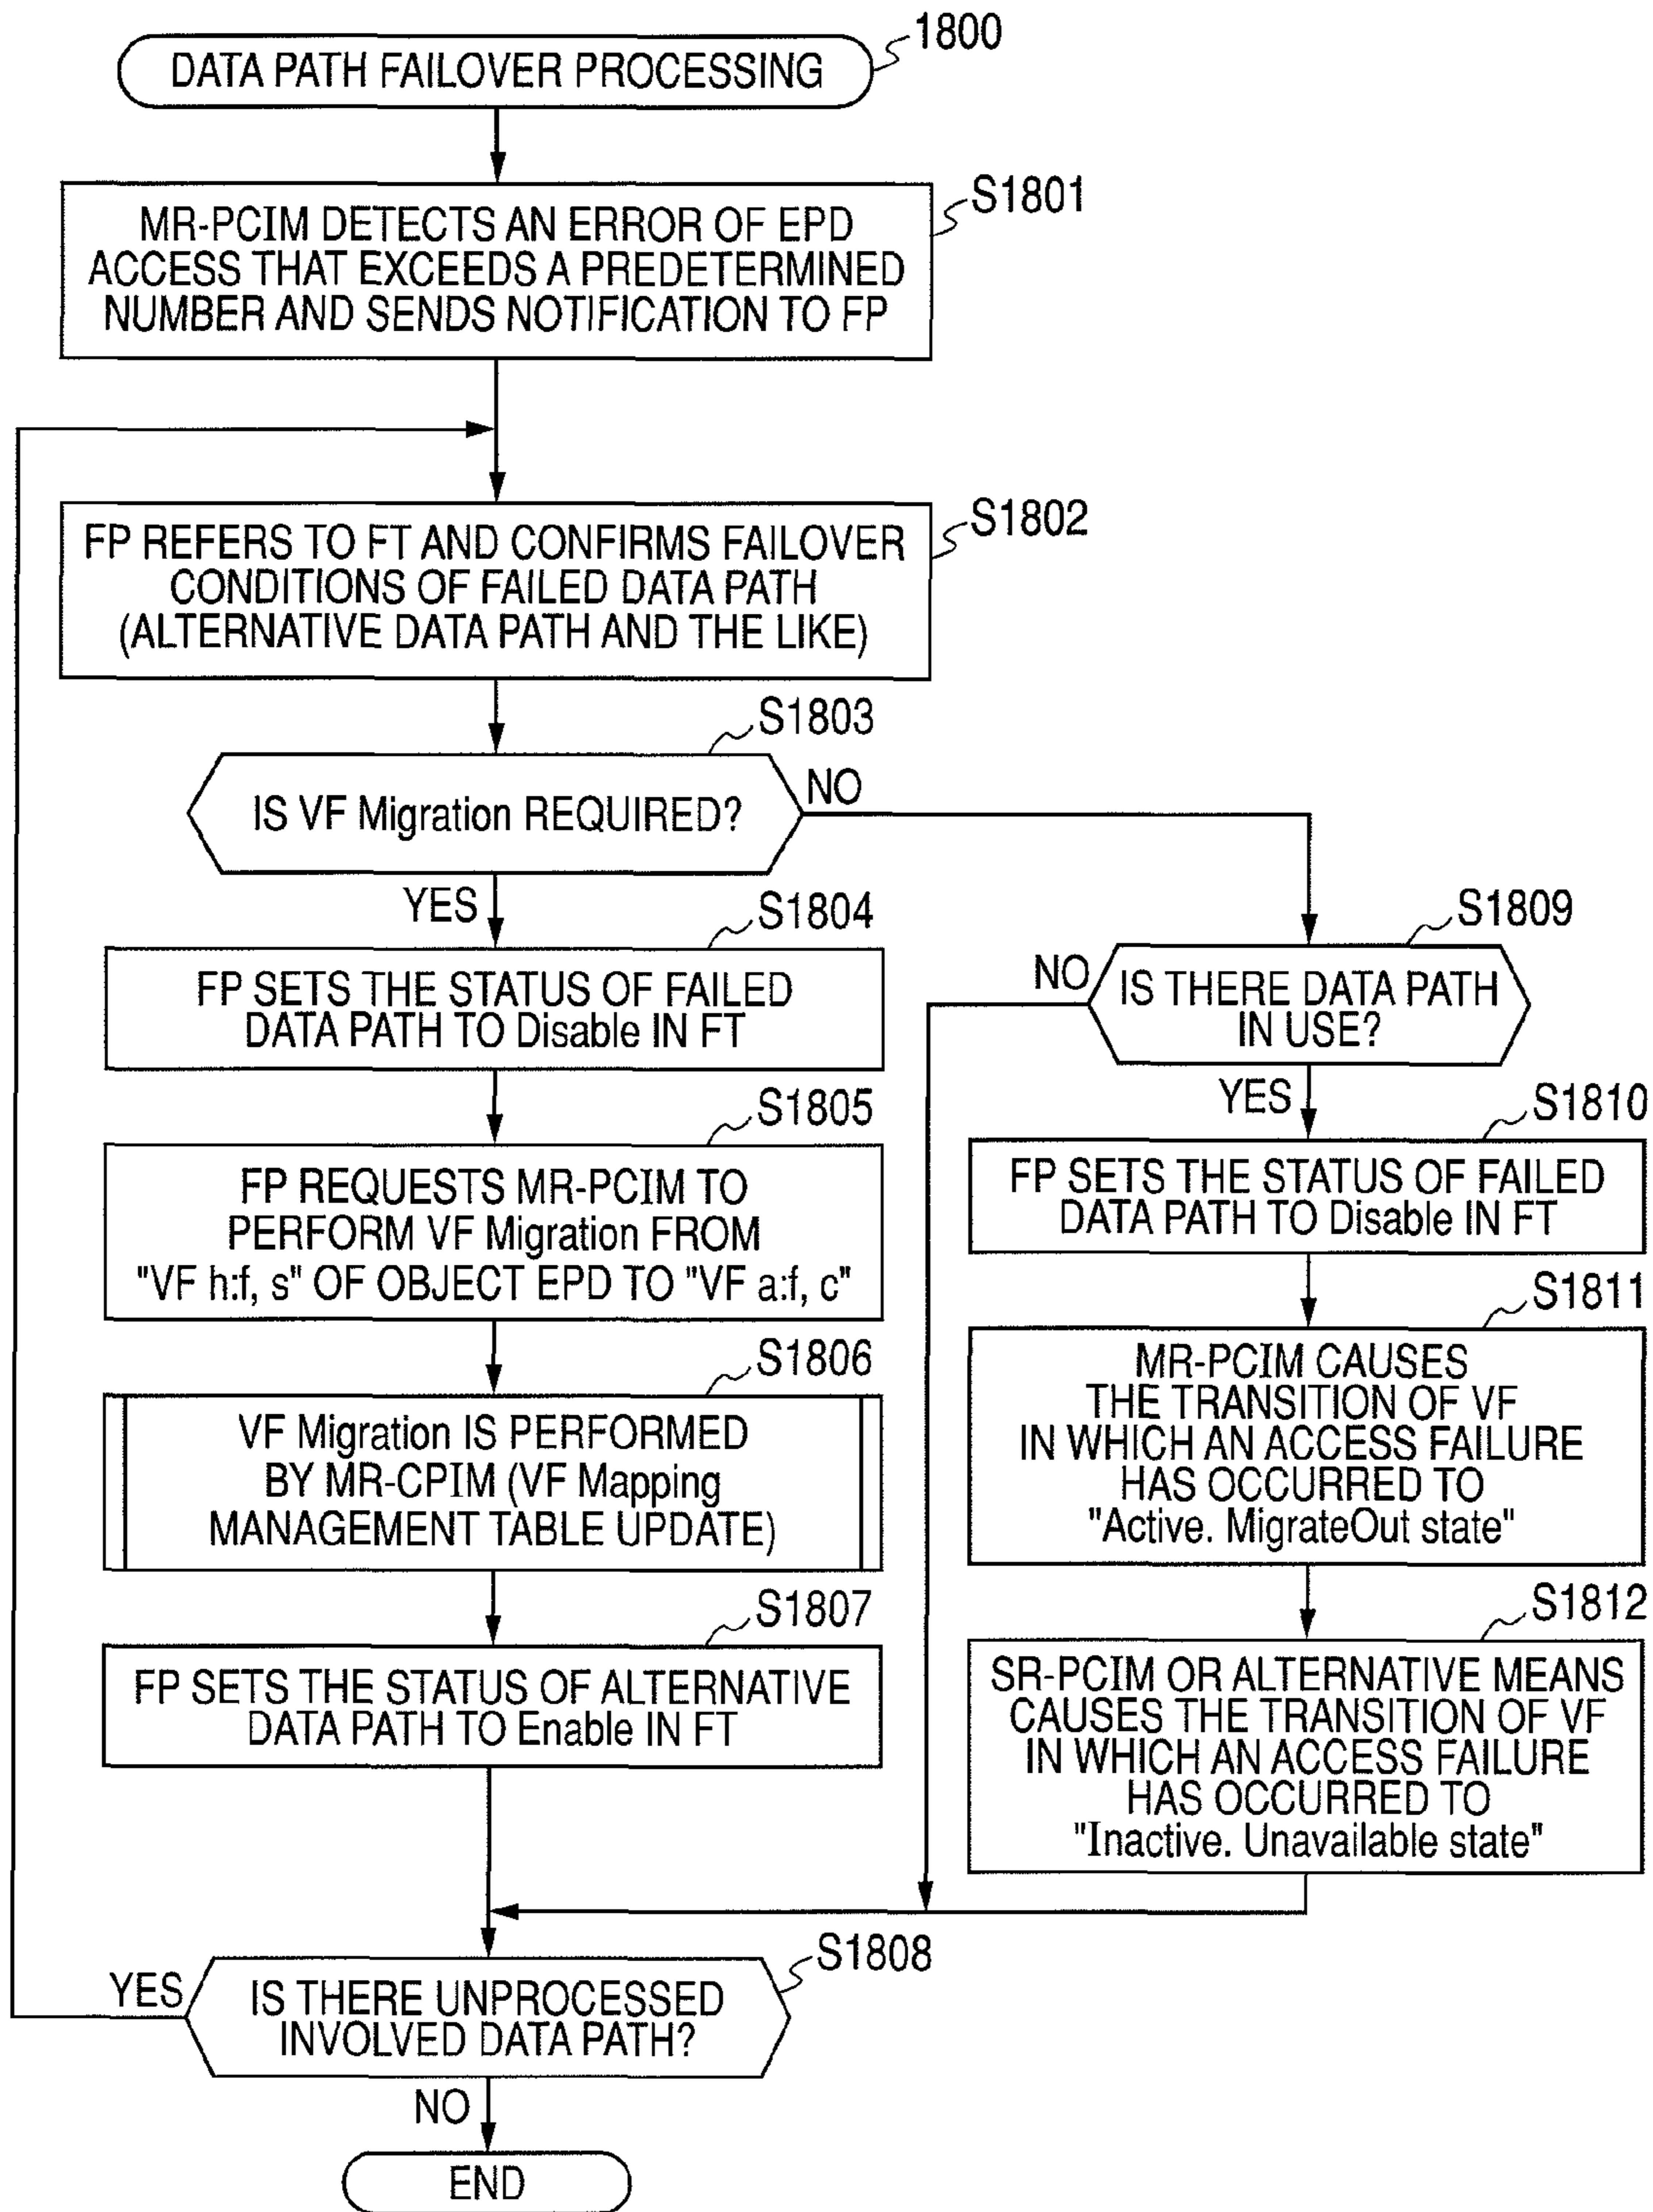 DATA PATH FAILOVER PROCESSING
1800
S1801
MR-PCIM DETECTS AN ERROR OF EPD
ACCESS THAT EXCEEDS A PREDETERMINED
NUMBER AND SENDS NOTIFICATION TO FP
S1802
FP REFERS TO FT AND CONFIRMS FAILOVER
CONDITIONS OF FAILED DATA PATH
(ALTERNATIVE DATA PATH AND THE LIKE)
S1803
IS VF Migration REQUIRED?
NO
YES
S1804
FP SETS THE STATUS OF FAILED
DATA PATH TO Disable IN FT
S1805
FP REQUESTS MR-PCIM TO
PERFORM VF Migration FROM
"VF h:f, s" OF OBJECT EPD TO "VF a:f, c"
S1806
VF Migration IS PERFORMED
BY MR-CPIM (VF Mapping
MANAGEMENT TABLE UPDATE)
S1807
FP SETS THE STATUS OF ALTERNATIVE
DATA PATH TO Enable IN FT
S1809
NO
IS THERE DATA PATH
IN USE?
YES
S1810
FP SETS THE STATUS OF FAILED
DATA PATH TO Disable IN FT
S1811
MR-PCIM CAUSES
THE TRANSITION OF VF
IN WHICH AN ACCESS FAILURE
HAS OCCURRED TO
"Active. MigrateOut state"
S1812
SR-PCIM OR ALTERNATIVE MEANS
CAUSES THE TRANSITION OF VF
IN WHICH AN ACCESS FAILURE
HAS OCCURRED TO
"Inactive. Unavailable state"
S1808
YES
IS THERE UNPROCESSED
INVOLVED DATA PATH?
NO
END